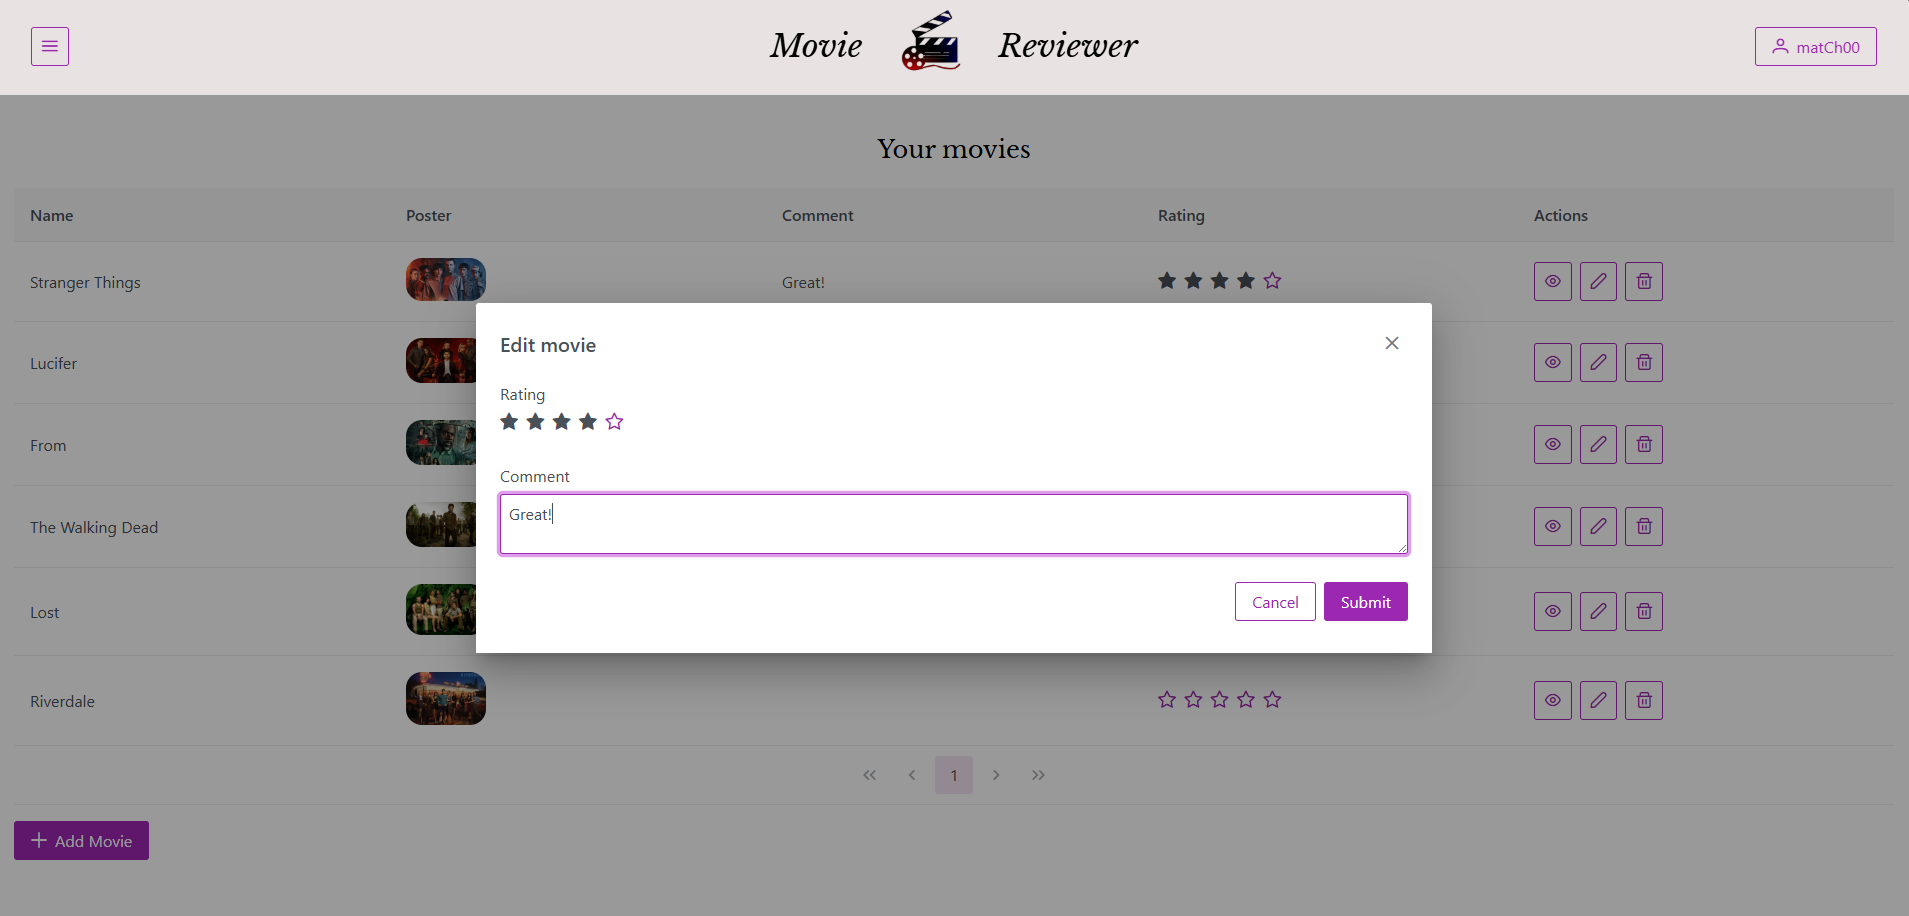 Movie Reviewer
matCh00
Your movies
Name Poster Comment Rating Actions
Stranger Things Great!
Lucifer
From
The Walking Dead
Lost
Riverdale
Edit movie
Rating
Comment
Great!
Cancel Submit
1
Add Movie